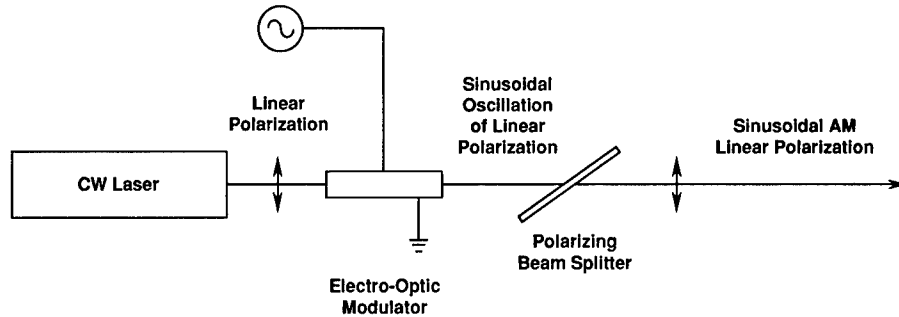 Linear
Polarization
Sinusoidal
Oscillation
of Linear
Polarization
Sinusoidal AM
Linear Polarization
CW Laser
Polarizing
Beam Splitter
Electro-Optic
Modulator